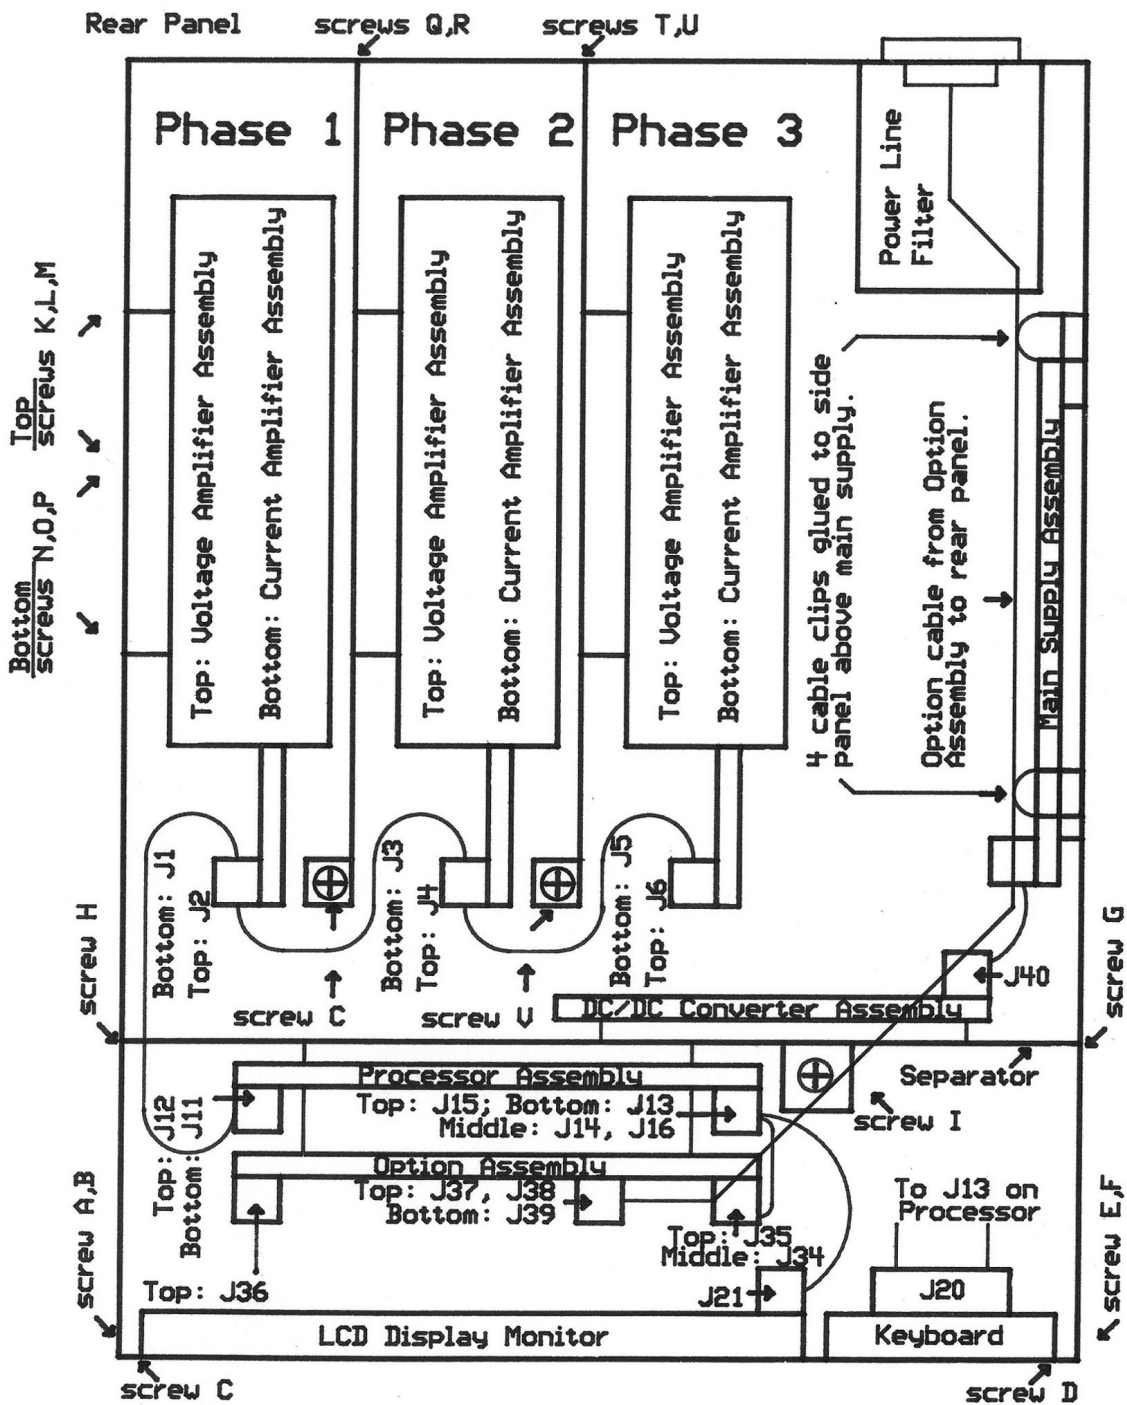 Rear Panel
screws Q,R
screws T,U
Phase 1
Phase 2
Phase 3
Power Line
Filter
Top: Voltage Amplifier Assembly
Bottom: Current Amplifier Assembly
Top: Voltage Amplifier Assembly
Bottom: Current Amplifier Assembly
Top: Voltage Amplifier Assembly
Bottom: Current Amplifier Assembly
Top
screws K,L,M
Bottom
screws N,O,P
4 cable clips glued to side
panel above main supply.
Option cable from Option
Assembly to rear panel.
Main Supply Assembly
Bottom: J1
Top: J2
Bottom: J3
Top: J4
Bottom: J5
Top: J6
screw H
screw G
screw C
screw V
J40
DC/DC Converter Assembly
Separator
Processor Assembly
screw I
Top: J12
Bottom: J11
Top: J15; Bottom: J13
Middle: J14, J16
Option Assembly
Top: J37, J38
Bottom: J39
Top: J35
Middle: J34
To J13 on
Processor
screw A,B
screw E,F
Top: J36
J21
J20
LCD Display Monitor
Keyboard
screw C
screw D